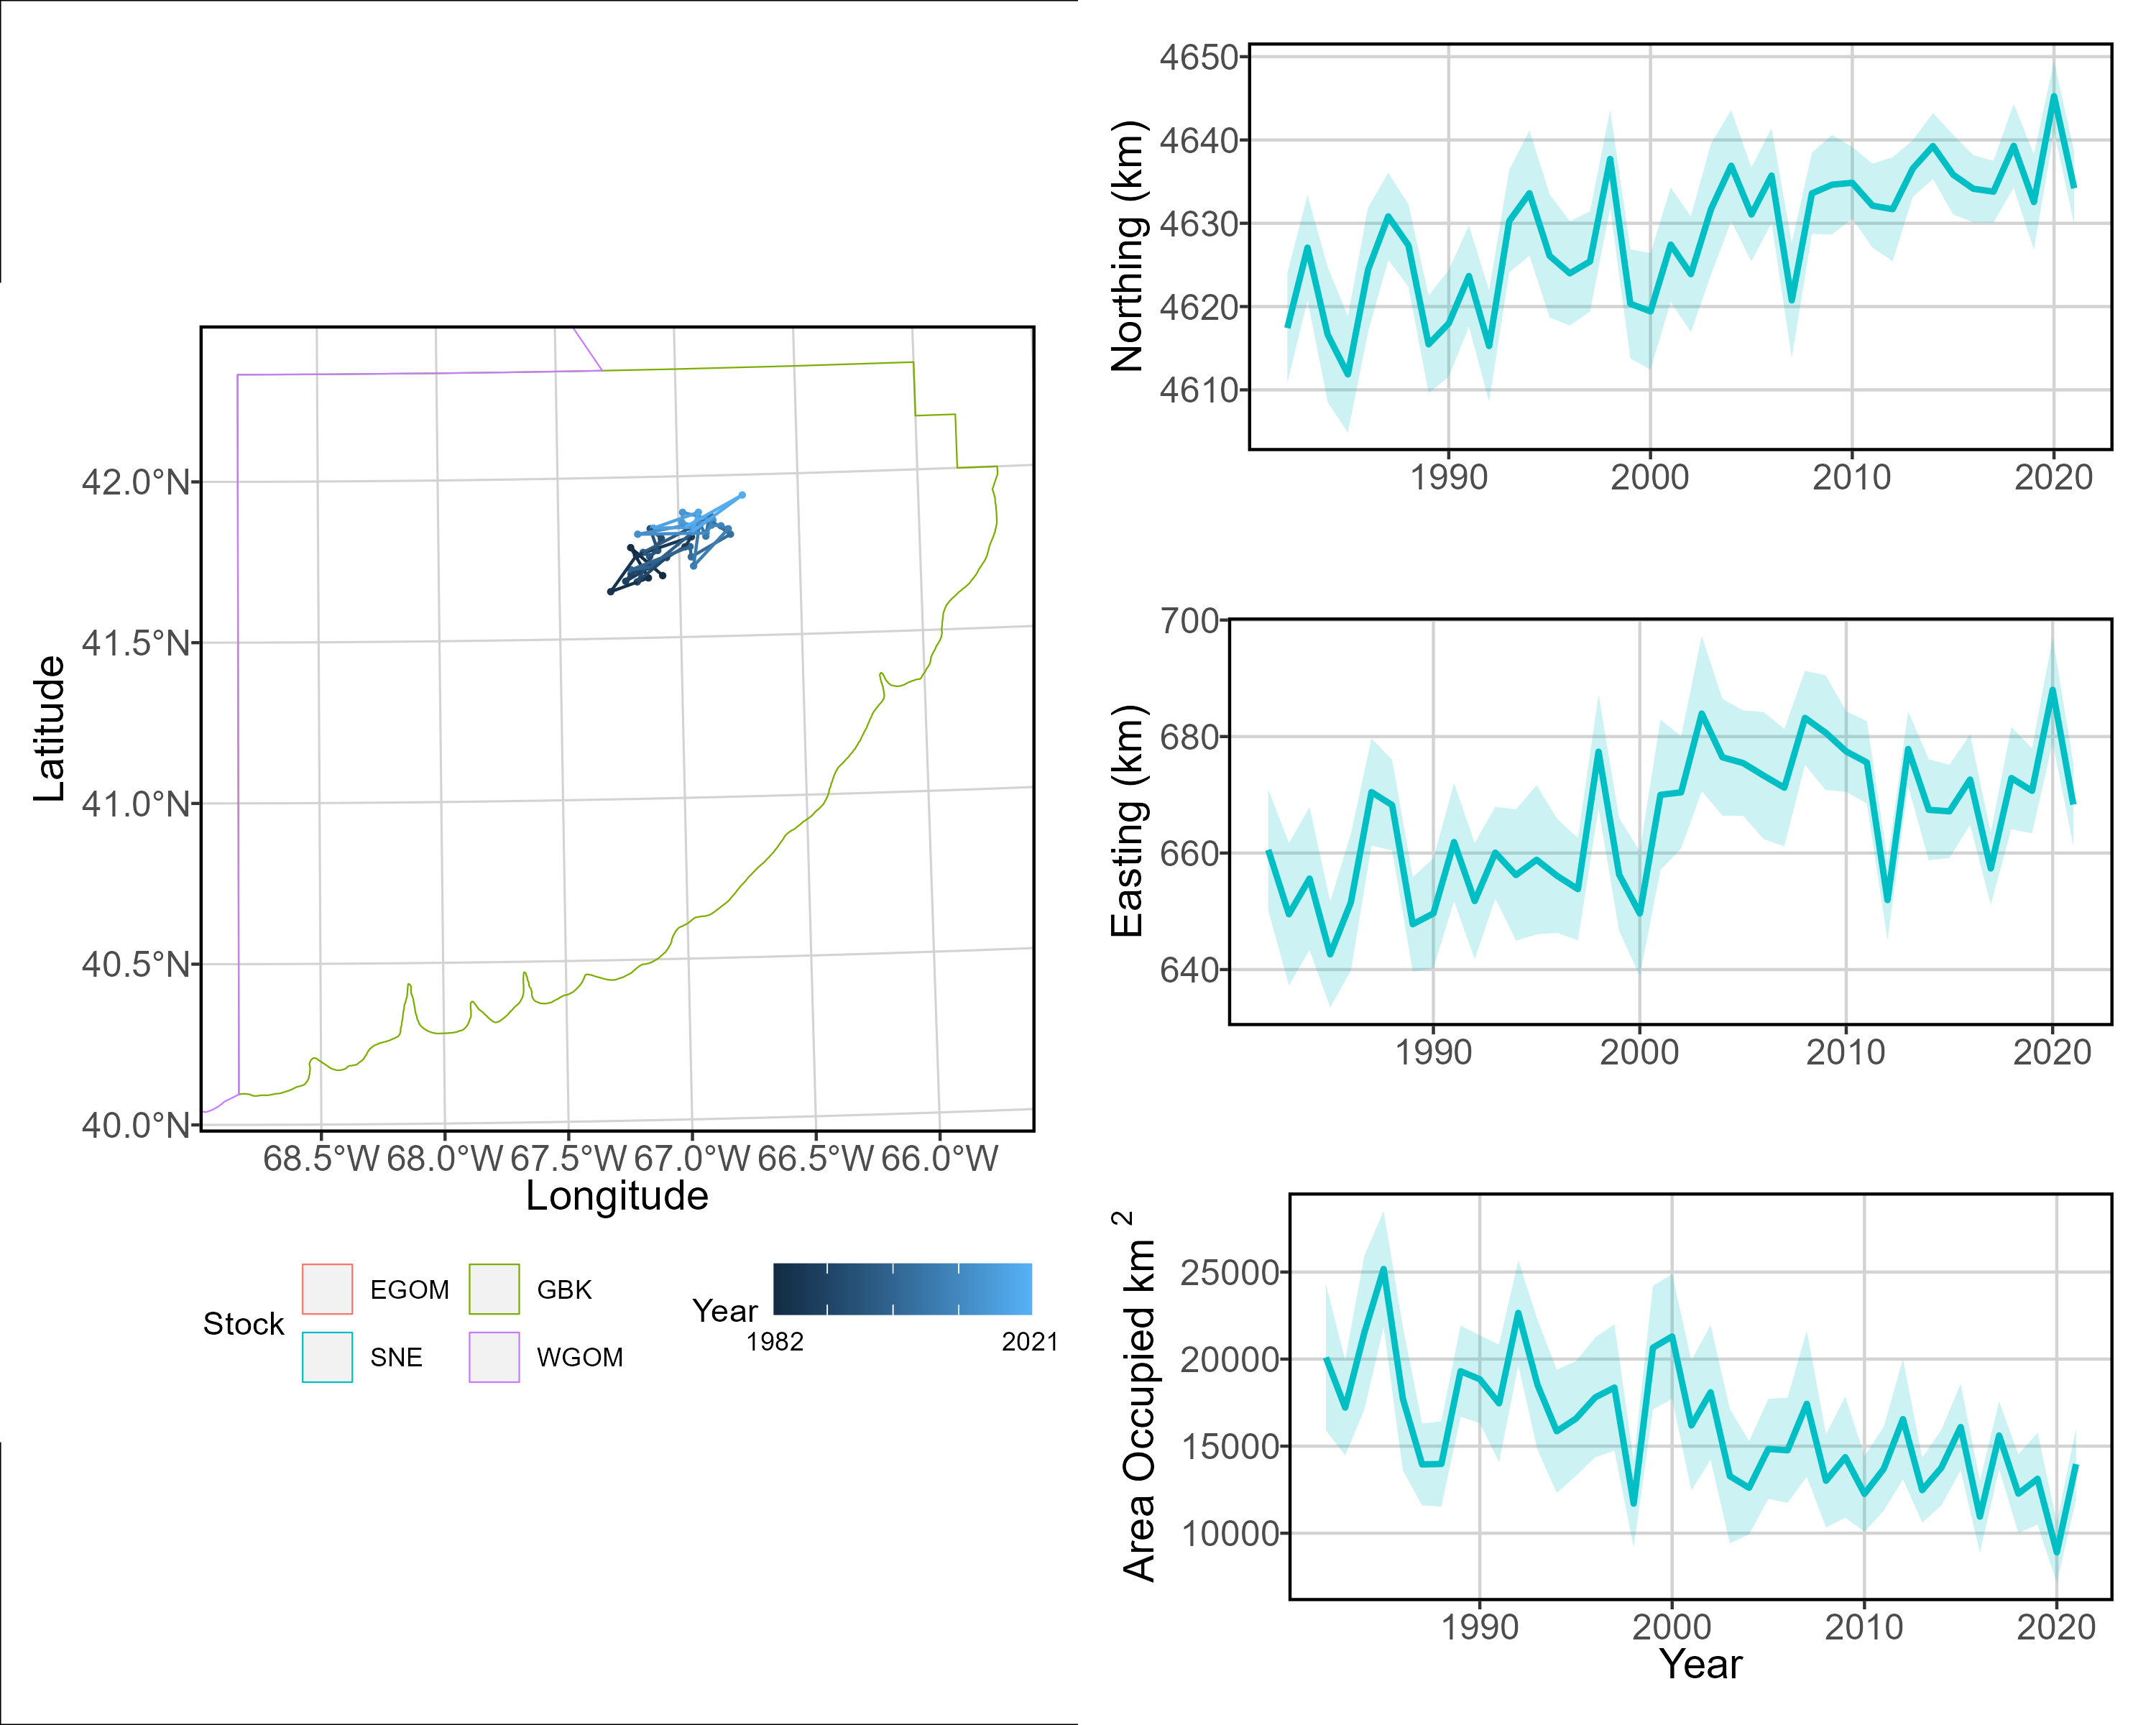 42.0°N
41.5°N
41.0°N
40.5°N
40.0°N
Latitude
68.5°W 68.0°W 67.5°W 67.0°W 66.5°W 66.0°W
Longitude
Stock
EGOM
GBK
SNE
WGOM
Year
1982
2021
4650
4640
4630
4620
4610
Northing (km)
1990 2000 2010 2020
700
680
660
640
Easting (km)
1990 2000 2010 2020
25000
20000
15000
10000
Area Occupied km 2
1990 2000 2010 2020
Year